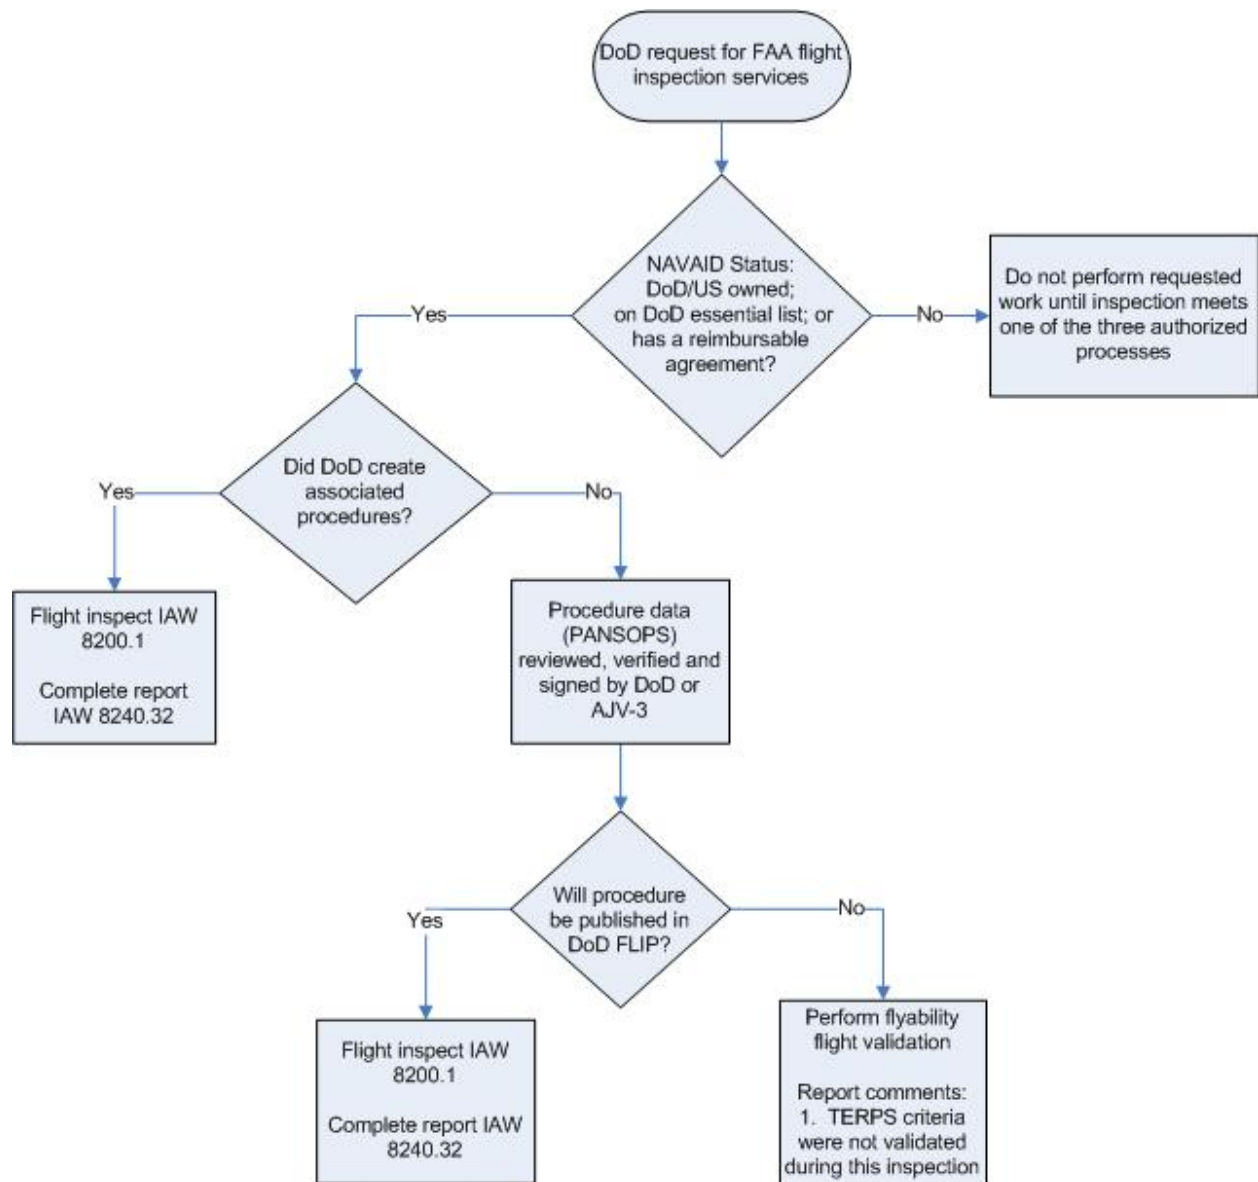 DoD request for FAA flight
inspection services
NAVAID Status:
DoD/US owned;
on DoD essential list; or
has a reimbursable
agreement?
Yes
No
Do not perform requested
work until inspection meets
one of the three authorized
processes
Did DoD create
associated
procedures?
Yes
No
Flight inspect IAW
8200.1
Complete report
IAW 8240.32
Procedure data
(PANSOPS)
reviewed, verified and
signed by DoD or
AJV-3
Will procedure
be published in
DoD FLIP?
Yes
No
Flight inspect IAW
8200.1
Complete report IAW
8240.32
Perform flyability
flight validation
Report comments:
1. TERPS criteria
were not validated
during this inspection